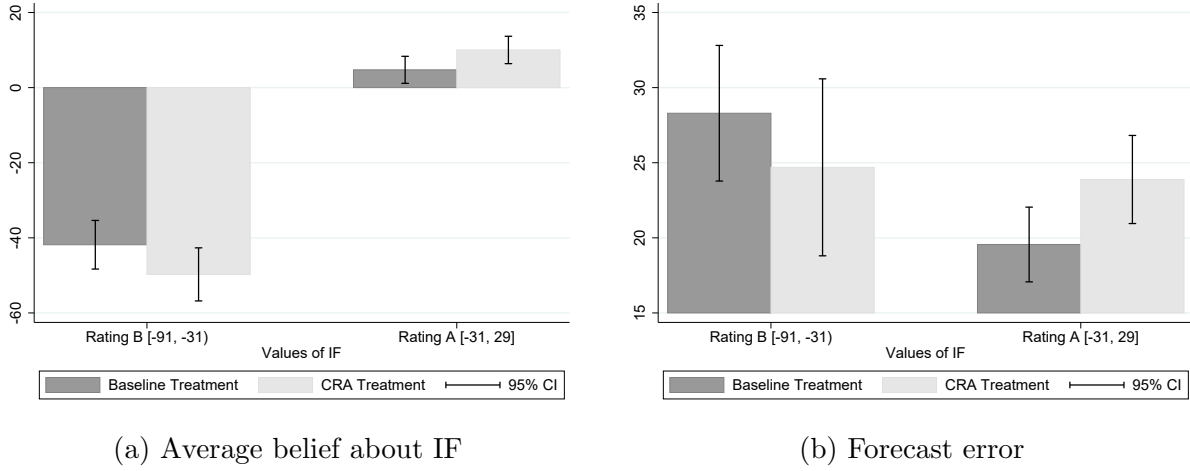 20
0
-20
-40
-60
Rating B [-91, -31)
Rating A [-31, 29]
Values of IF
Baseline Treatment
CRA Treatment
95% CI
(a) Average belief about IF
35
30
25
20
15
Rating B [-91, -31)
Rating A [-31, 29]
Values of IF
Baseline Treatment
CRA Treatment
95% CI
(b) Forecast error